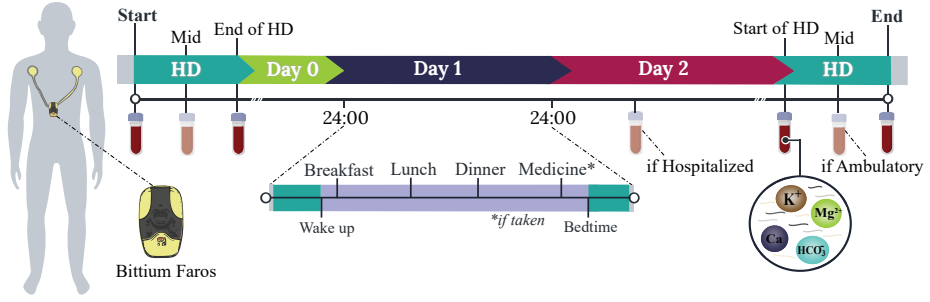 Start
Mid
End of HD
Start of HD
Mid
End
HD
Day 0
Day 1
Day 2
HD
24:00
24:00
if Hospitalized
if Ambulatory
Breakfast
Lunch
Dinner
Medicine*
Wake up
*if taken
Bedtime
K+
Mg2+
Ca
HCO3-
Bittium Faros